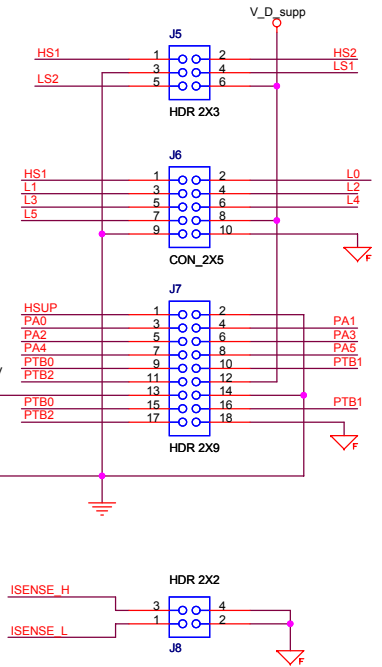 V_D_supp
J5
HS1 1 2 HS2
3 4 LS1
LS2 5 6
HDR 2X3
J6
HS1 1 2 L0
L1 3 4 L2
L3 5 6 L4
L5 7 8
9 10
F
CON_2X5
J7
HSUP 1 2
PA0 3 4 PA1
PA2 5 6 PA3
PA4 7 8 PA5
PTB0 9 10 PTB1
PTB2 11 12
13 14
PTB0 15 16 PTB1
PTB2 17 18
F
HDR 2X9
HDR 2X2
ISENSE_H 3 4
ISENSE_L 1 2
J8
F